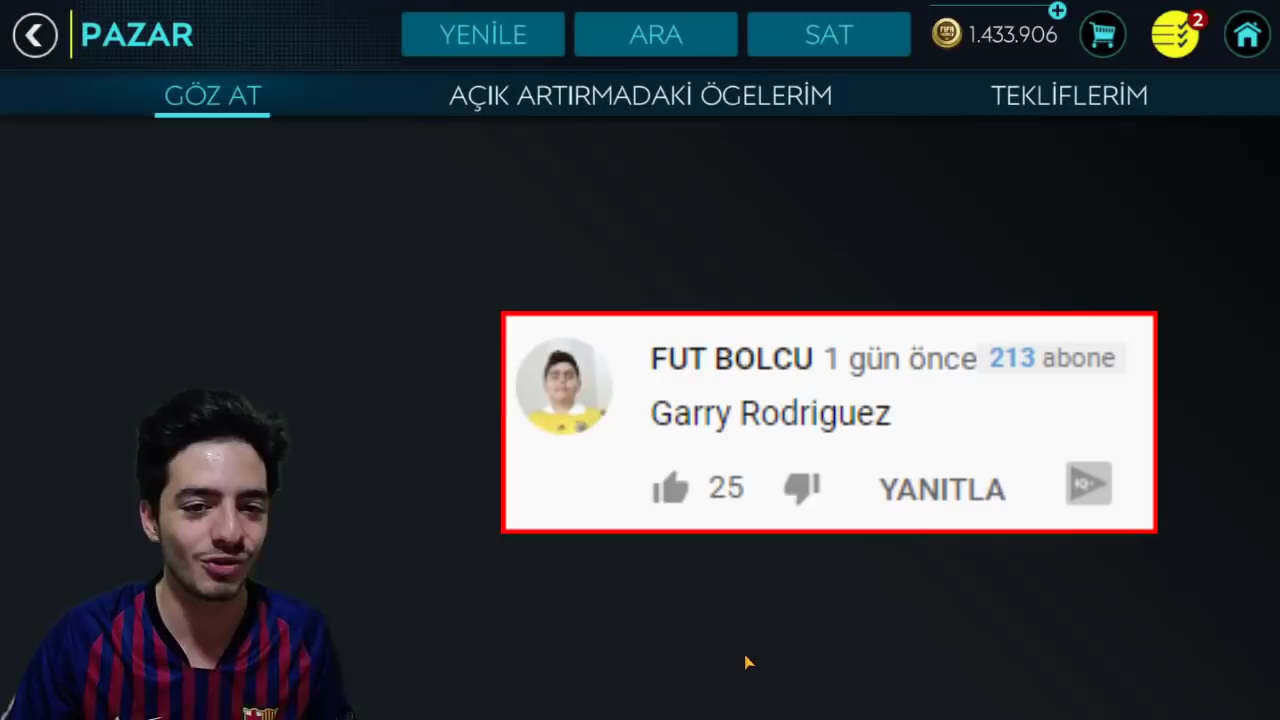 PAZAR
YENİLE
ARA
SAT
1.433.906
2
GÖZ AT
AÇIK ARTIRMADAKİ ÖGELERİM
TEKLİFLERİM
FUT BOLCU 1 gün önce 213 abone
Garry Rodriguez
25
YANITLA